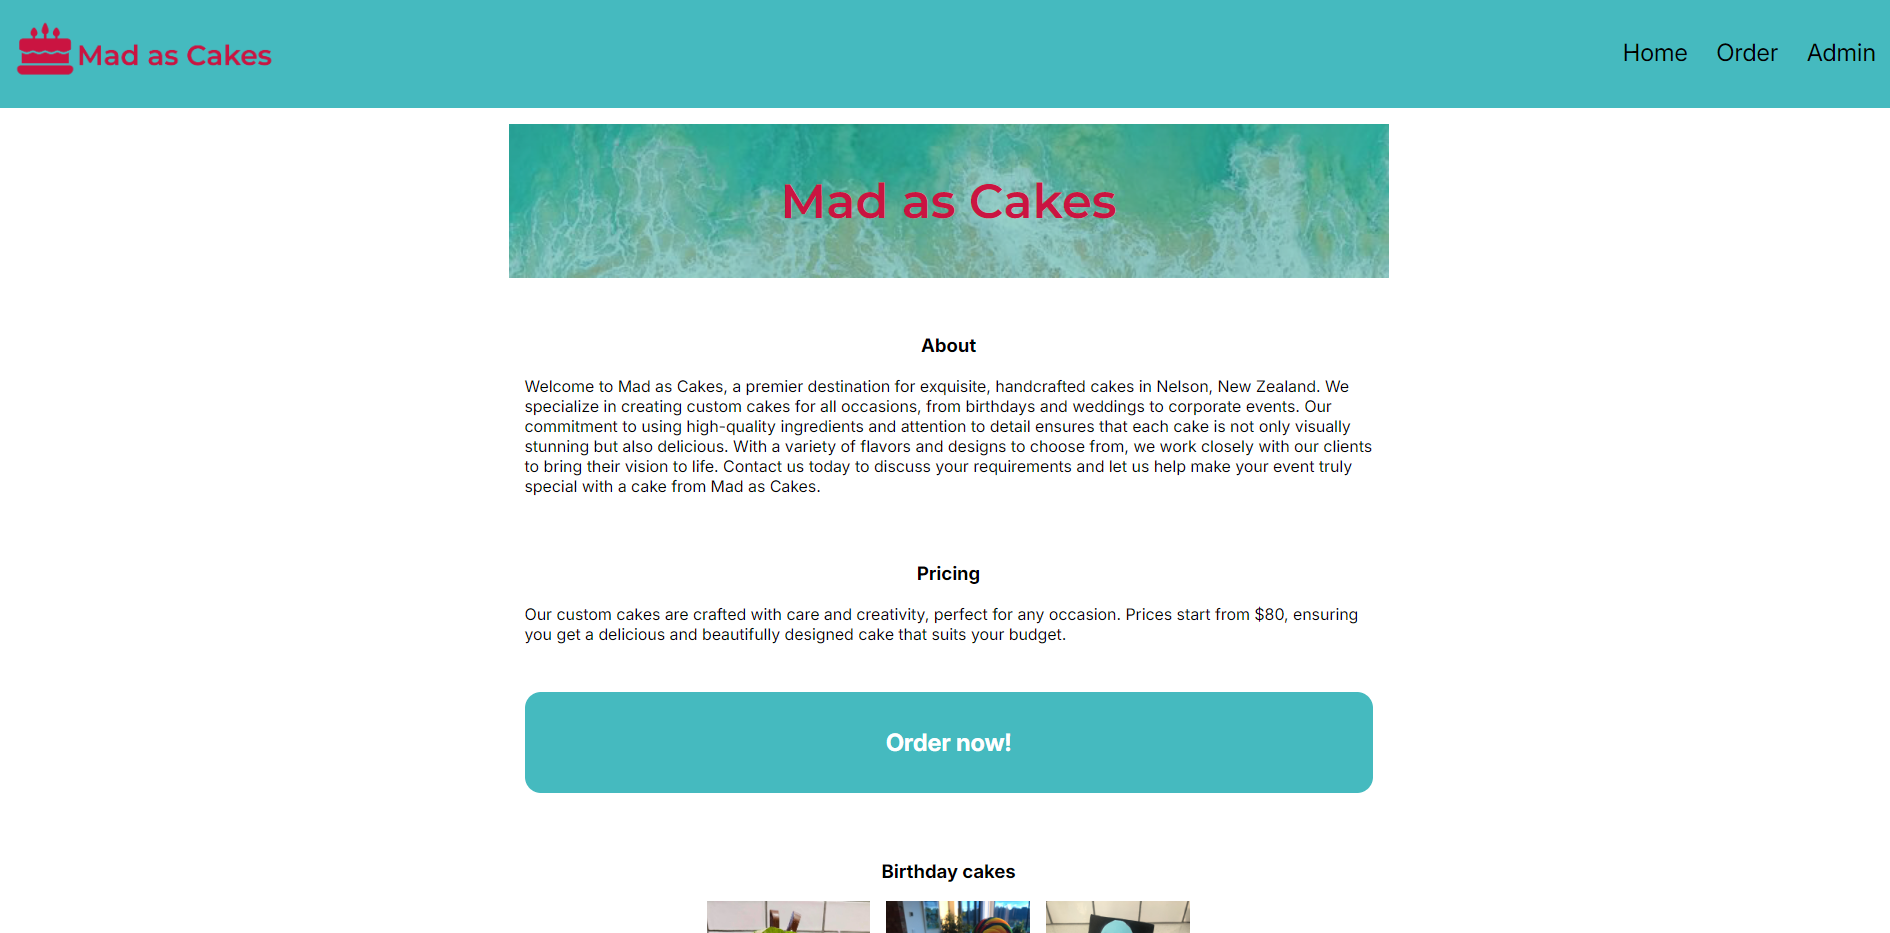 Mad as Cakes
Home Order Admin
Mad as Cakes
About
Welcome to Mad as Cakes, a premier destination for exquisite, handcrafted cakes in Nelson, New Zealand. We
specialize in creating custom cakes for all occasions, from birthdays and weddings to corporate events. Our
commitment to using high-quality ingredients and attention to detail ensures that each cake is not only visually
stunning but also delicious. With a variety of flavors and designs to choose from, we work closely with our clients
to bring their vision to life. Contact us today to discuss your requirements and let us help make your event truly
special with a cake from Mad as Cakes.
Pricing
Our custom cakes are crafted with care and creativity, perfect for any occasion. Prices start from $80, ensuring
you get a delicious and beautifully designed cake that suits your budget.
Order now!
Birthday cakes